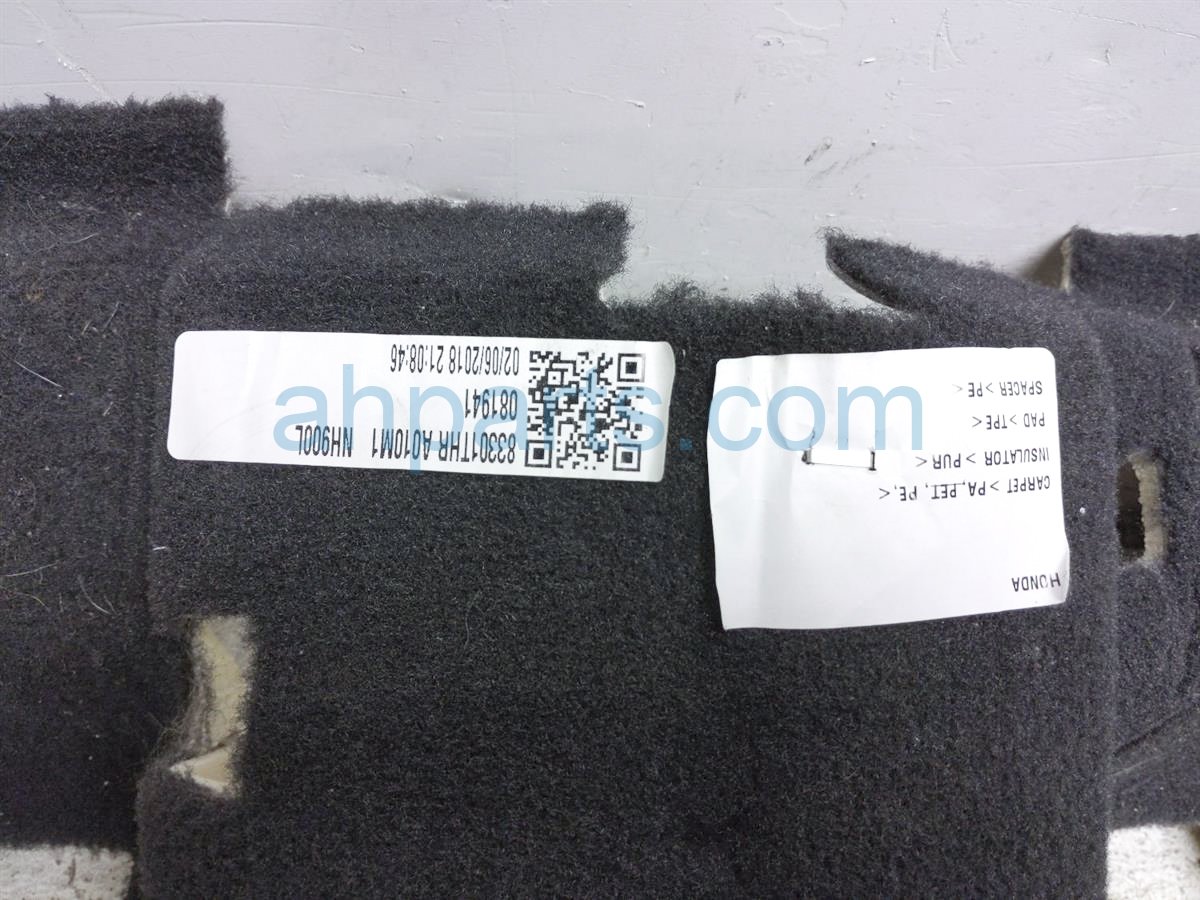 83301THR A010M1 NH900L
081941
02/06/2018 21:08:46
HONDA
CARPET > PA, PET, PE, <
INSULATOR > PUR <
PAD > TPE <
SPACER > PE <
ahparts.com